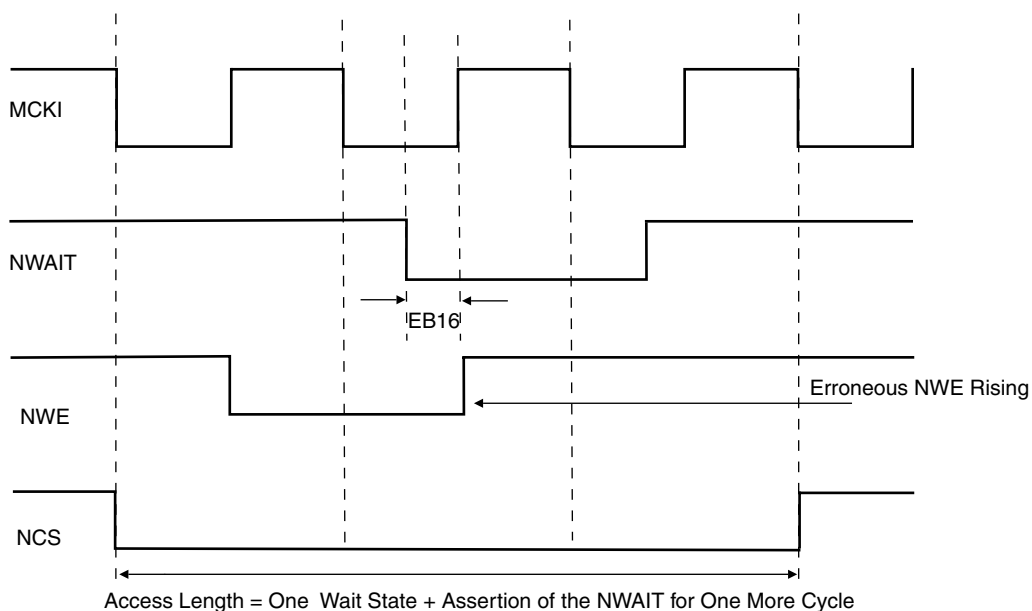 MCKI
NWAIT
EB16
Erroneous NWE Rising
NWE
NCS
Access Length = One Wait State + Assertion of the NWAIT for One More Cycle